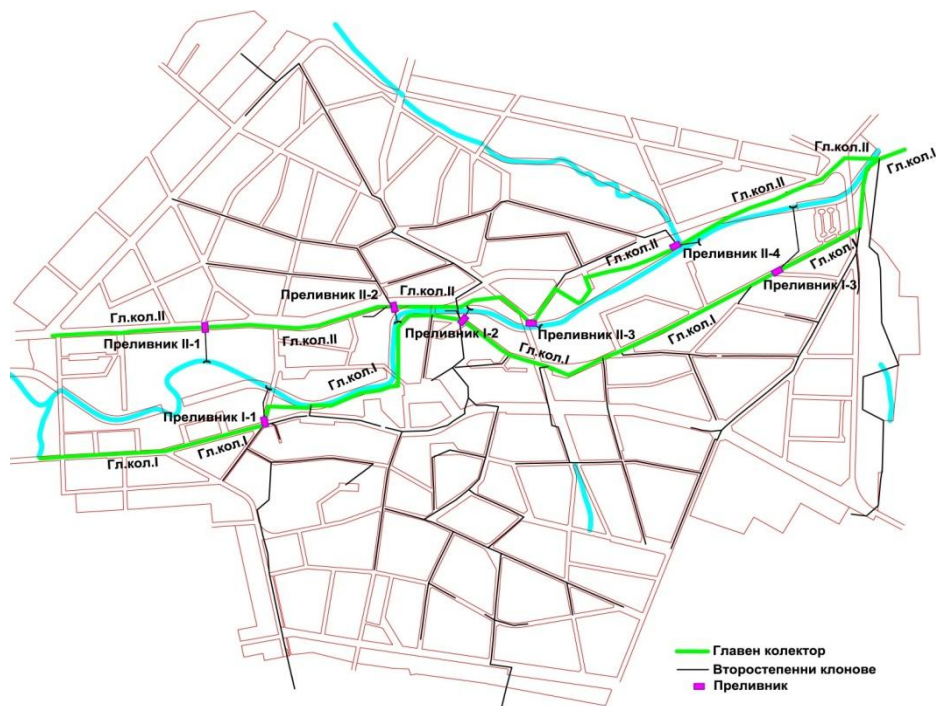 Гл.кол.II
Гл.кол.I
Гл.кол.II
Гл.кол.II
Преливник II-4
Преливник I-3
Гл.кол.I
Преливник II-2
Гл.кол.II
Гл.кол.II
Преливник II-1
Гл.кол.II
Преливник I-2
Преливник II-3
Гл.кол.I
Гл.кол.I
Гл.кол.I
Преливник I-1
Гл.кол.I
Гл.кол.I
Главен колектор
Второстепенни клонове
Преливник